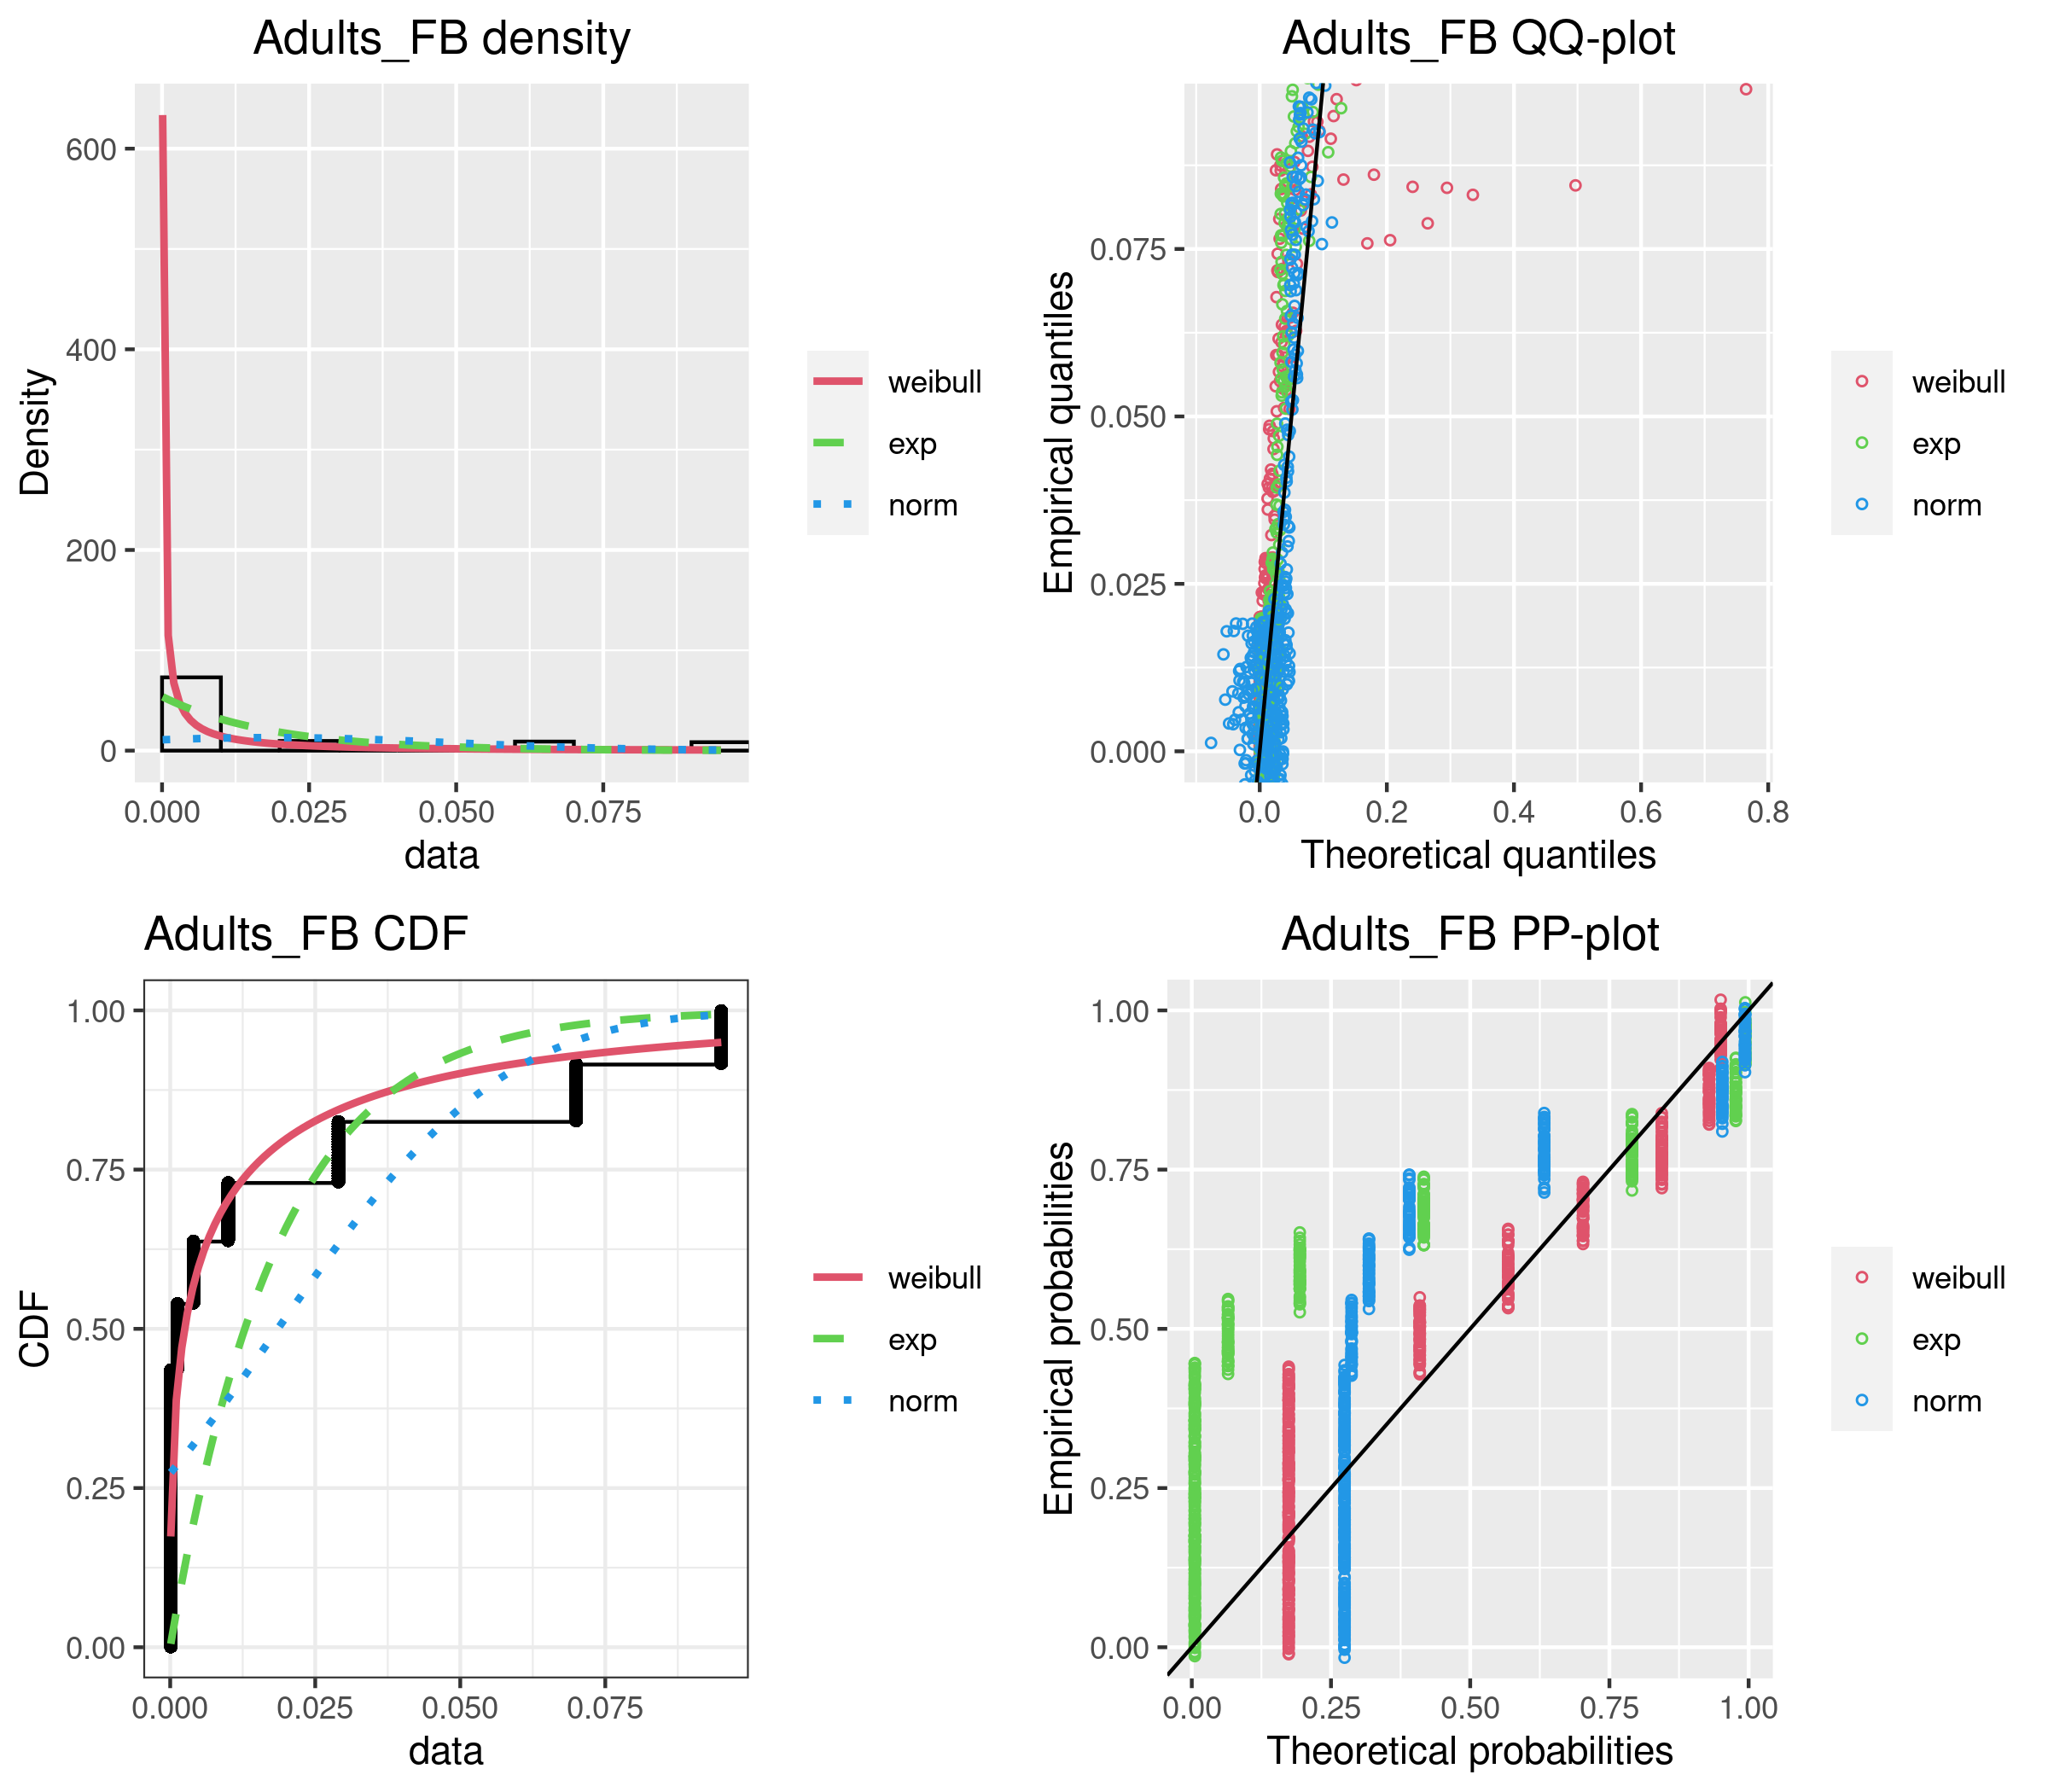 Adults_FB density
600
400
200
0
Density
0.000 0.025 0.050 0.075
data
weibull
exp
norm
Adults_FB QQ-plot
0.075
0.050
0.025
0.000
Empirical quantiles
0.0 0.2 0.4 0.6 0.8
Theoretical quantiles
weibull
exp
norm
Adults_FB CDF
1.00
0.75
0.50
0.25
0.00
CDF
0.000 0.025 0.050 0.075
data
weibull
exp
norm
Adults_FB PP-plot
1.00
0.75
0.50
0.25
0.00
Empirical probabilities
0.00 0.25 0.50 0.75 1.00
Theoretical probabilities
weibull
exp
norm